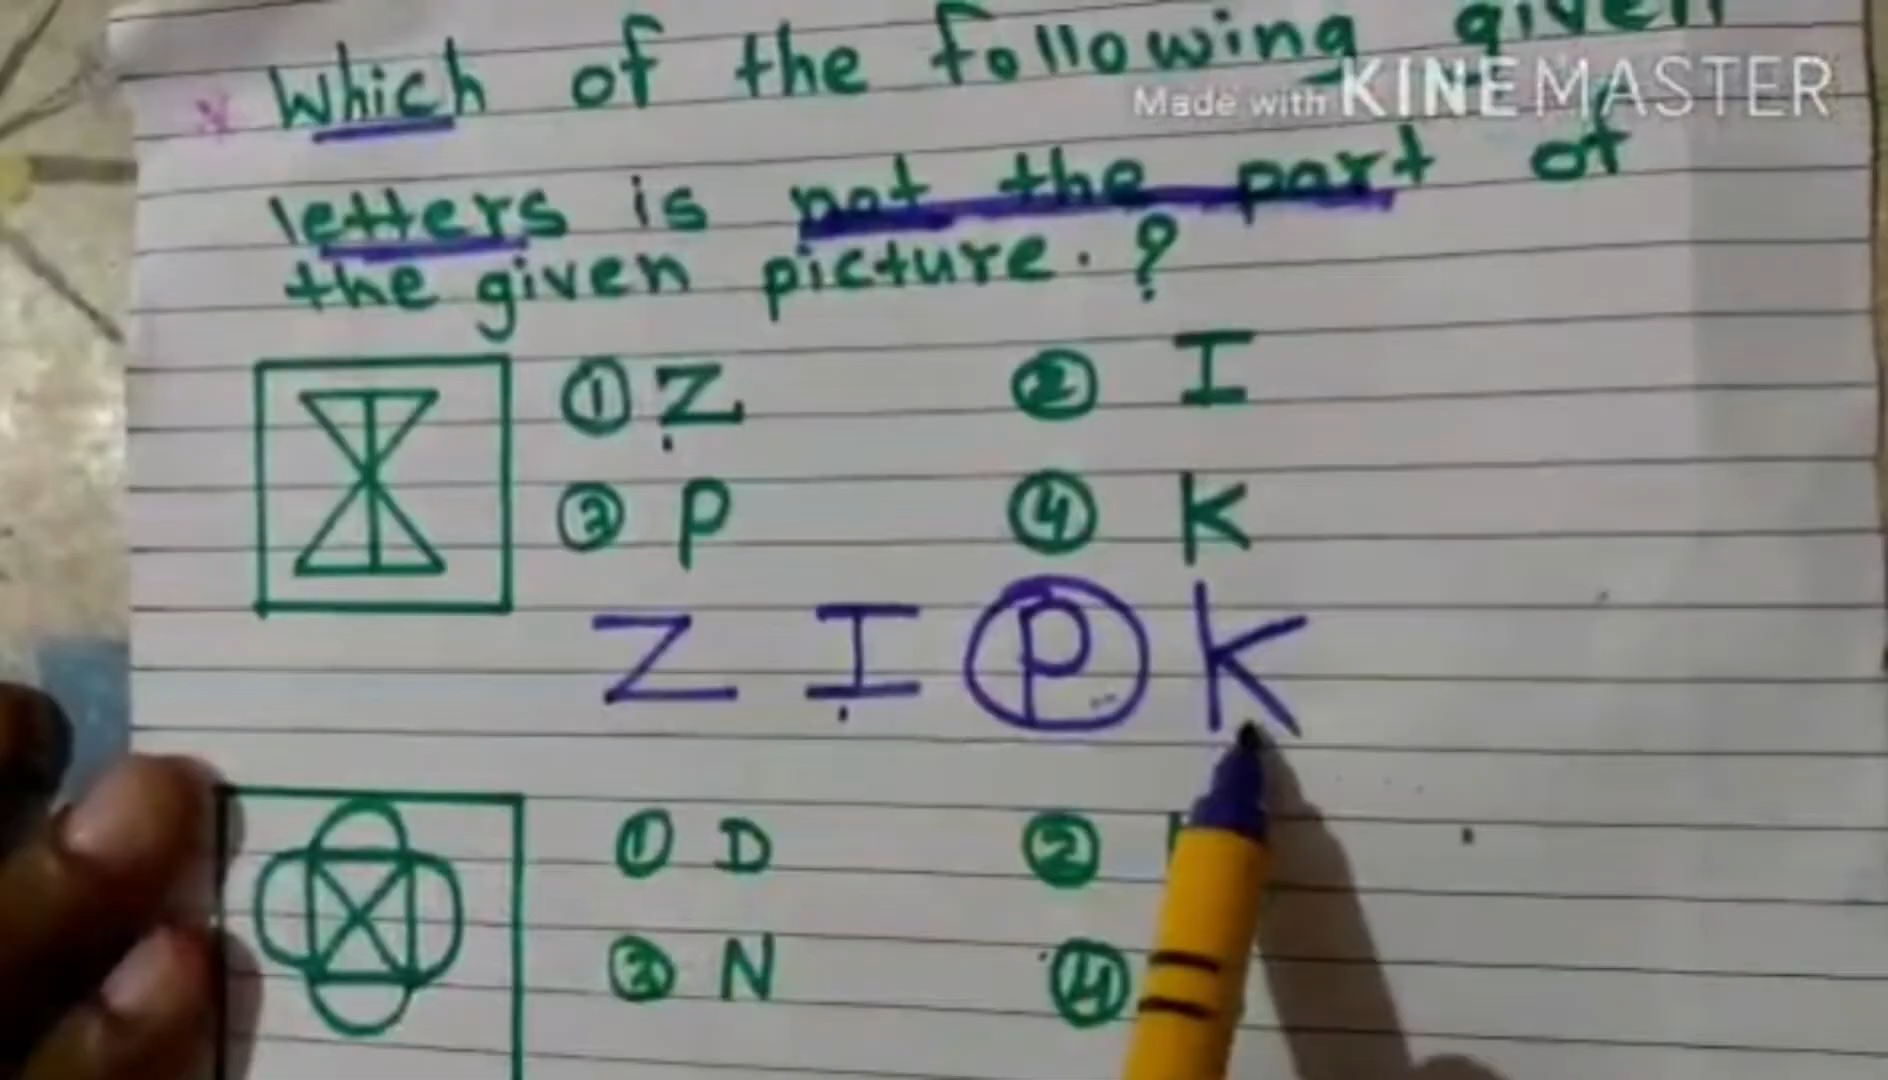 Which of the following given
Made with KINEMASTER
letters is not the part of
the given picture.?
① Z ② I
③ P ④ K
Z I P K
① D ②
③ N ④